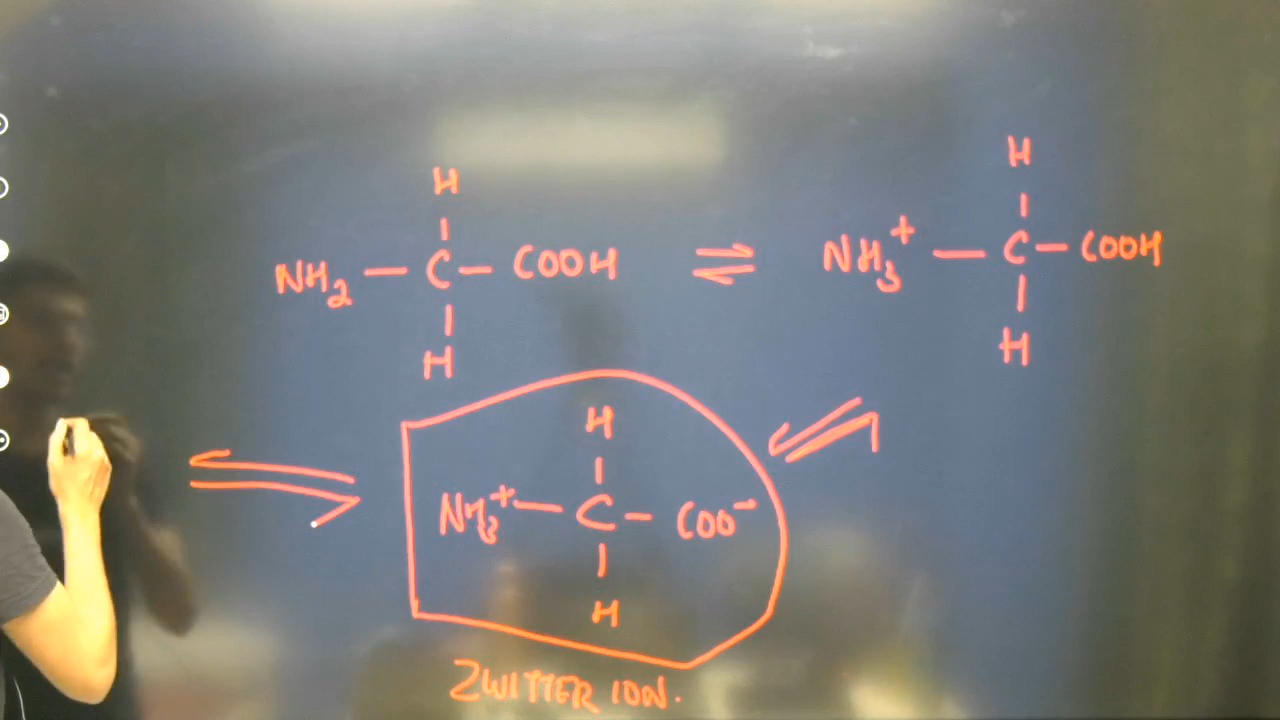 H H
NH₂ — C — COOH ⇌ NH₃⁺ — C — COOH
H H
H
⇌ NH₃⁺ — C — COO⁻ ⇌
H
ZWITTER ION.